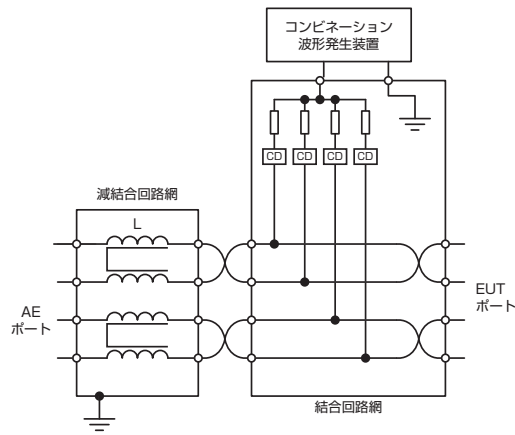 コンビネーション
波形発生装置
CD CD CD CD
減結合回路網
L
AE
ポート
EUT
ポート
結合回路網